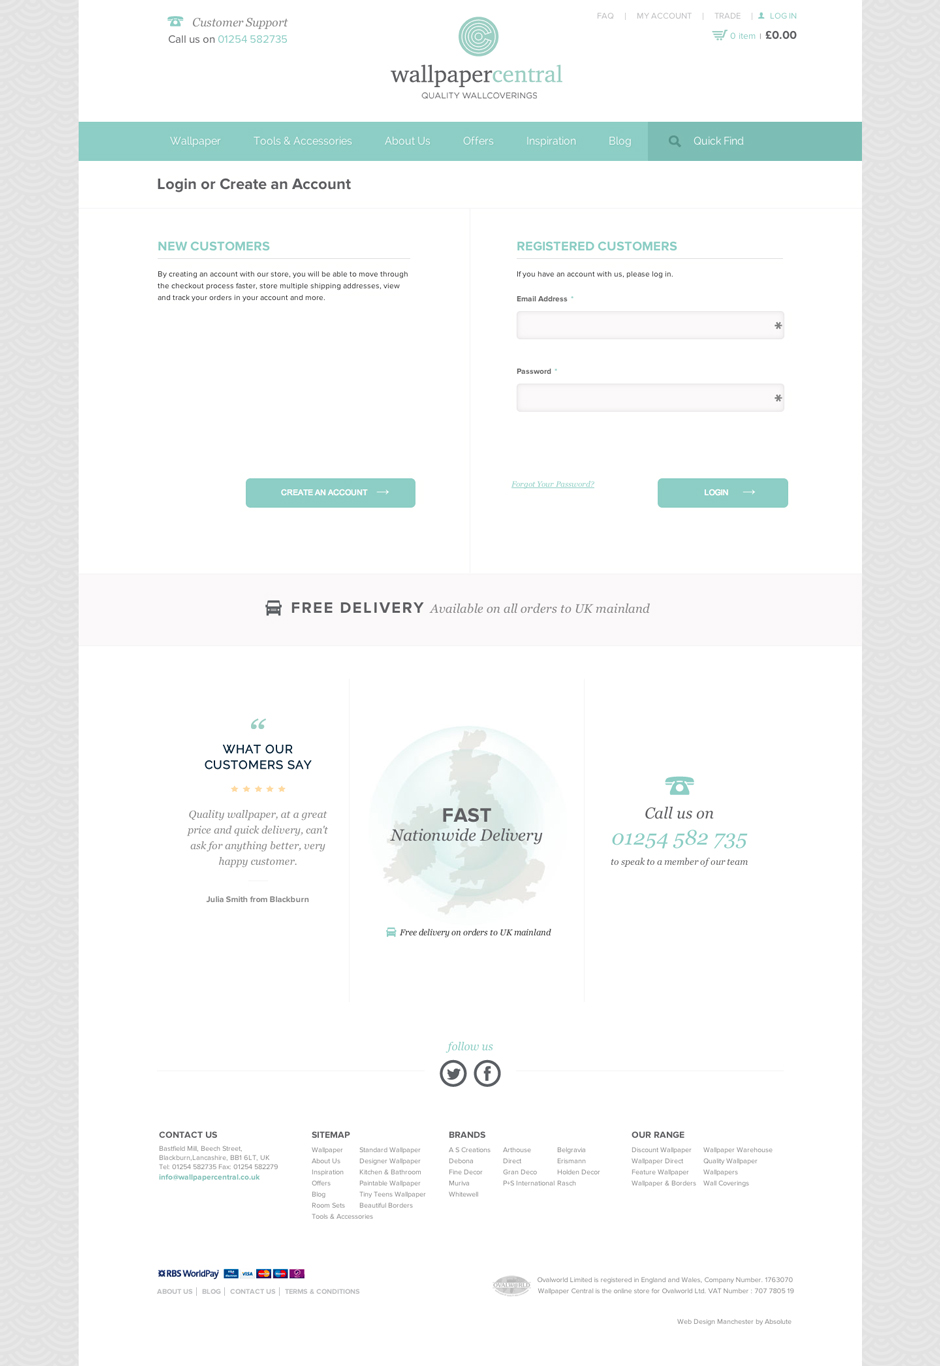 Customer Support
Call us on 01254 582735
FAQ | MY ACCOUNT | TRADE | LOG IN
0 item | £0.00
wallpapercentral
QUALITY WALLCOVERINGS
Wallpaper Tools & Accessories About Us Offers Inspiration Blog Quick Find
Login or Create an Account
NEW CUSTOMERS
By creating an account with our store, you will be able to move through
the checkout process faster, store multiple shipping addresses, view
and track your orders in your account and more.
CREATE AN ACCOUNT →
REGISTERED CUSTOMERS
If you have an account with us, please log in.
Email Address *
*
Password *
*
Forgot Your Password?
LOGIN →
FREE DELIVERY Available on all orders to UK mainland
“
WHAT OUR
CUSTOMERS SAY
Quality wallpaper, at a great
price and quick delivery, can't
ask for anything better, very
happy customer.
Julia Smith from Blackburn
FAST
Nationwide Delivery
Free delivery on orders to UK mainland
Call us on
01254 582 735
to speak to a member of our team
follow us
CONTACT US
Bastfield Mill, Beech Street,
Blackburn,Lancashire, BB1 6LT, UK
Tel: 01254 582735 Fax: 01254 582279
info@wallpapercentral.co.uk
SITEMAP
Wallpaper Standard Wallpaper
About Us Designer Wallpaper
Inspiration Kitchen & Bathroom
Offers Paintable Wallpaper
Blog Tiny Teens Wallpaper
Room Sets Beautiful Borders
Tools & Accessories
BRANDS
A S Creations Arthouse Belgravia
Debona Direct Erismann
Fine Decor Gran Deco Holden Decor
Muriva P+S International Rasch
Whitewell
OUR RANGE
Discount Wallpaper Wallpaper Warehouse
Wallpaper Direct Quality Wallpaper
Feature Wallpaper Wallpapers
Wallpaper & Borders Wall Coverings
RBS WorldPay VISA
ABOUT US | BLOG | CONTACT US | TERMS & CONDITIONS
OVALWORLD
Ovalworld Limited is registered in England and Wales, Company Number. 1763070
Wallpaper Central is the online store for Ovalworld Ltd. VAT Number : 707 7805 19
Web Design Manchester by Absolute